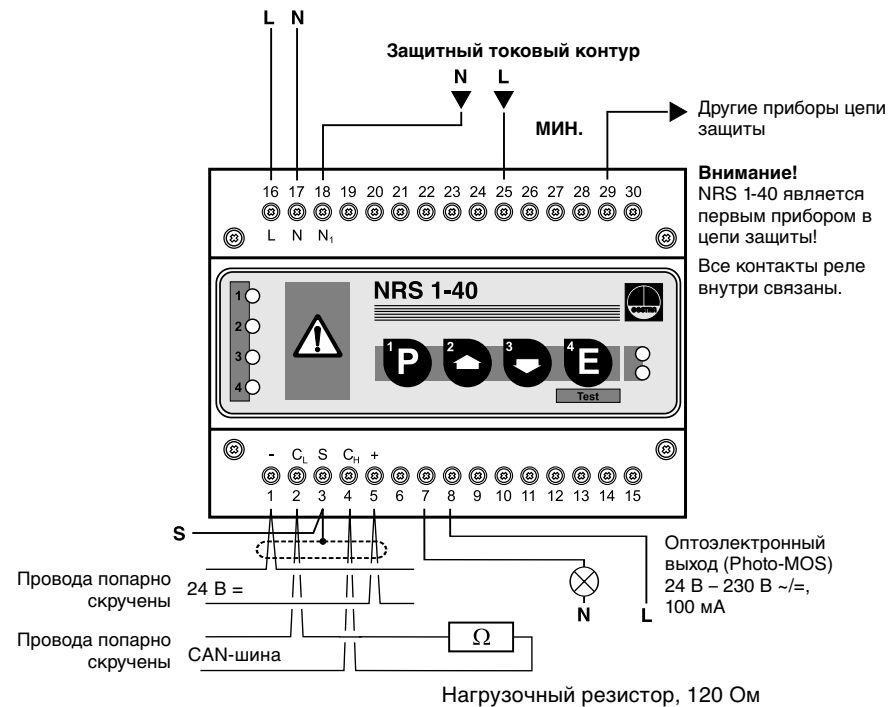 L N
Защитный токовый контур
N L
МИН.
Другие приборы цепи
защиты
Внимание!
NRS 1-40 является
первым прибором в
цепи защиты!
Все контакты реле
внутри связаны.
16 17 18 19 20 21 22 23 24 25 26 27 28 29 30
L N N₁
NRS 1-40
GESTRA
1
2
3
4
1 P 2 3 4 E
Test
- C_L S C_H +
1 2 3 4 5 6 7 8 9 10 11 12 13 14 15
S
Провода попарно
скручены
24 В =
Провода попарно
скручены
CAN-шина
Ω
N
L
Оптоэлектронный
выход (Photo-MOS)
24 В – 230 В ~/=,
100 мА
Нагрузочный резистор, 120 Ом